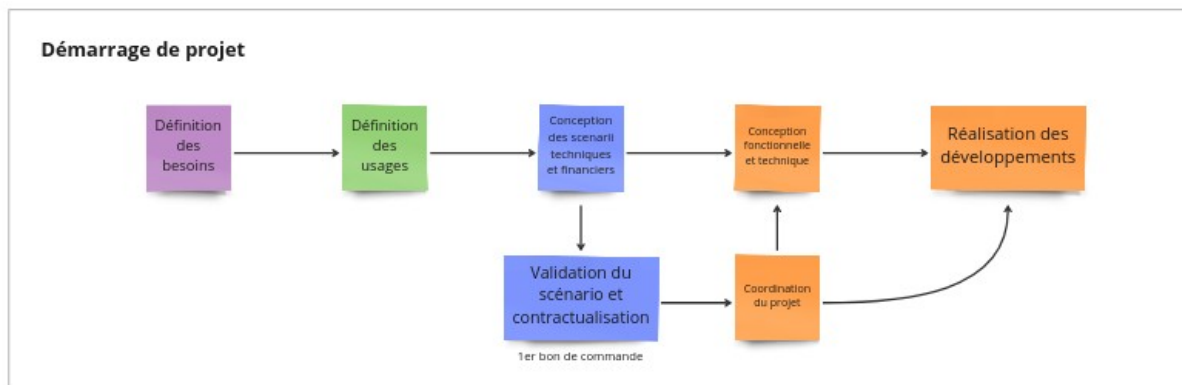 Démarrage de projet
Définition
des
besoins
Définition
des
usages
Conception
des scenarii
techniques
et financiers
Conception
fonctionnelle
et technique
Réalisation des
développements
Validation du
scénario et
contractualisation
Coordination
du projet
1er bon de commande